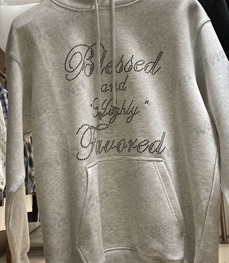 Blessed
and
"Highly"
Favored